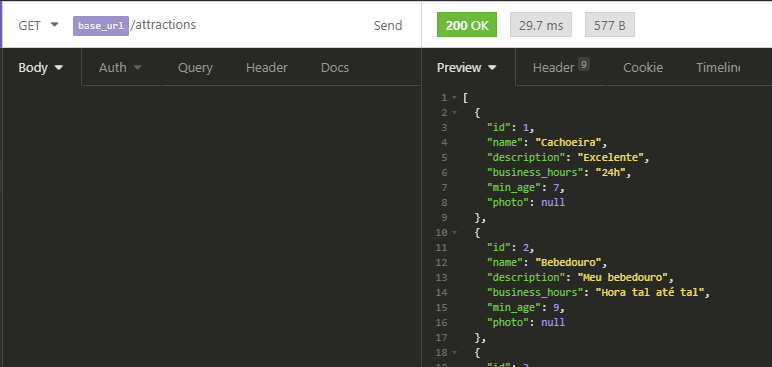 GET base_url/attractions Send 200 OK 29.7 ms 577 B
Body Auth Query Header Docs Preview Header 9 Cookie Timelin
1 [
2 {
3 "id": 1,
4 "name": "Cachoeira",
5 "description": "Excelente",
6 "business_hours": "24h",
7 "min_age": 7,
8 "photo": null
9 },
10 {
11 "id": 2,
12 "name": "Bebedouro",
13 "description": "Meu bebedouro",
14 "business_hours": "Hora tal até tal",
15 "min_age": 9,
16 "photo": null
17 },
18 {